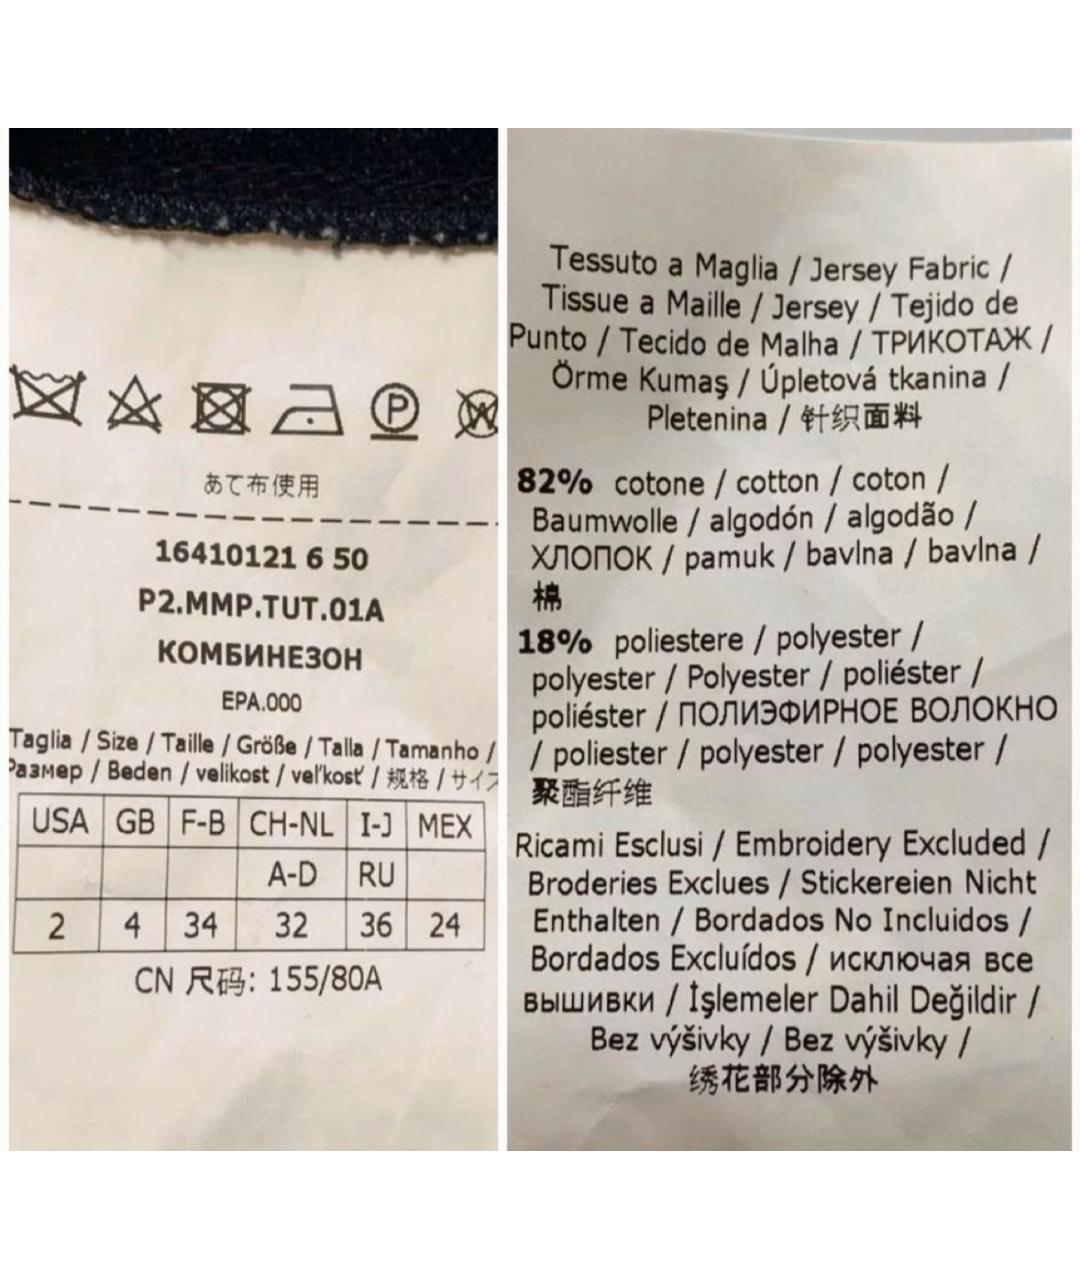 P
W
あて布使用
16410121 6 50
P2.MMP.TUT.01A
КОМБИНЕЗОН
EPA.000
Taglia / Size / Taille / Größe / Talla / Tamanho /
Размер / Beden / velikost / veľkosť / 规格 / サイズ
USA GB F-B CH-NL I-J MEX
A-D RU
2 4 34 32 36 24
CN 尺码: 155/80A
Tessuto a Maglia / Jersey Fabric /
Tissue a Maille / Jersey / Tejido de
Punto / Tecido de Malha / ТРИКОТАЖ /
Örme Kumaş / Úpletová tkanina /
Pletenina / 针织面料
82% cotone / cotton / coton /
Baumwolle / algodón / algodão /
ХЛОПОК / pamuk / bavlna / bavlna /
棉
18% poliestere / polyester /
polyester / Polyester / poliéster /
poliéster / ПОЛИЭФИРНОЕ ВОЛОКНО
/ poliester / polyester / polyester /
聚酯纤维
Ricami Esclusi / Embroidery Excluded /
Broderies Exclues / Stickereien Nicht
Enthalten / Bordados No Incluidos /
Bordados Excluídos / исключая все
вышивки / İşlemeler Dahil Değildir /
Bez výšivky / Bez výšivky /
绣花部分除外